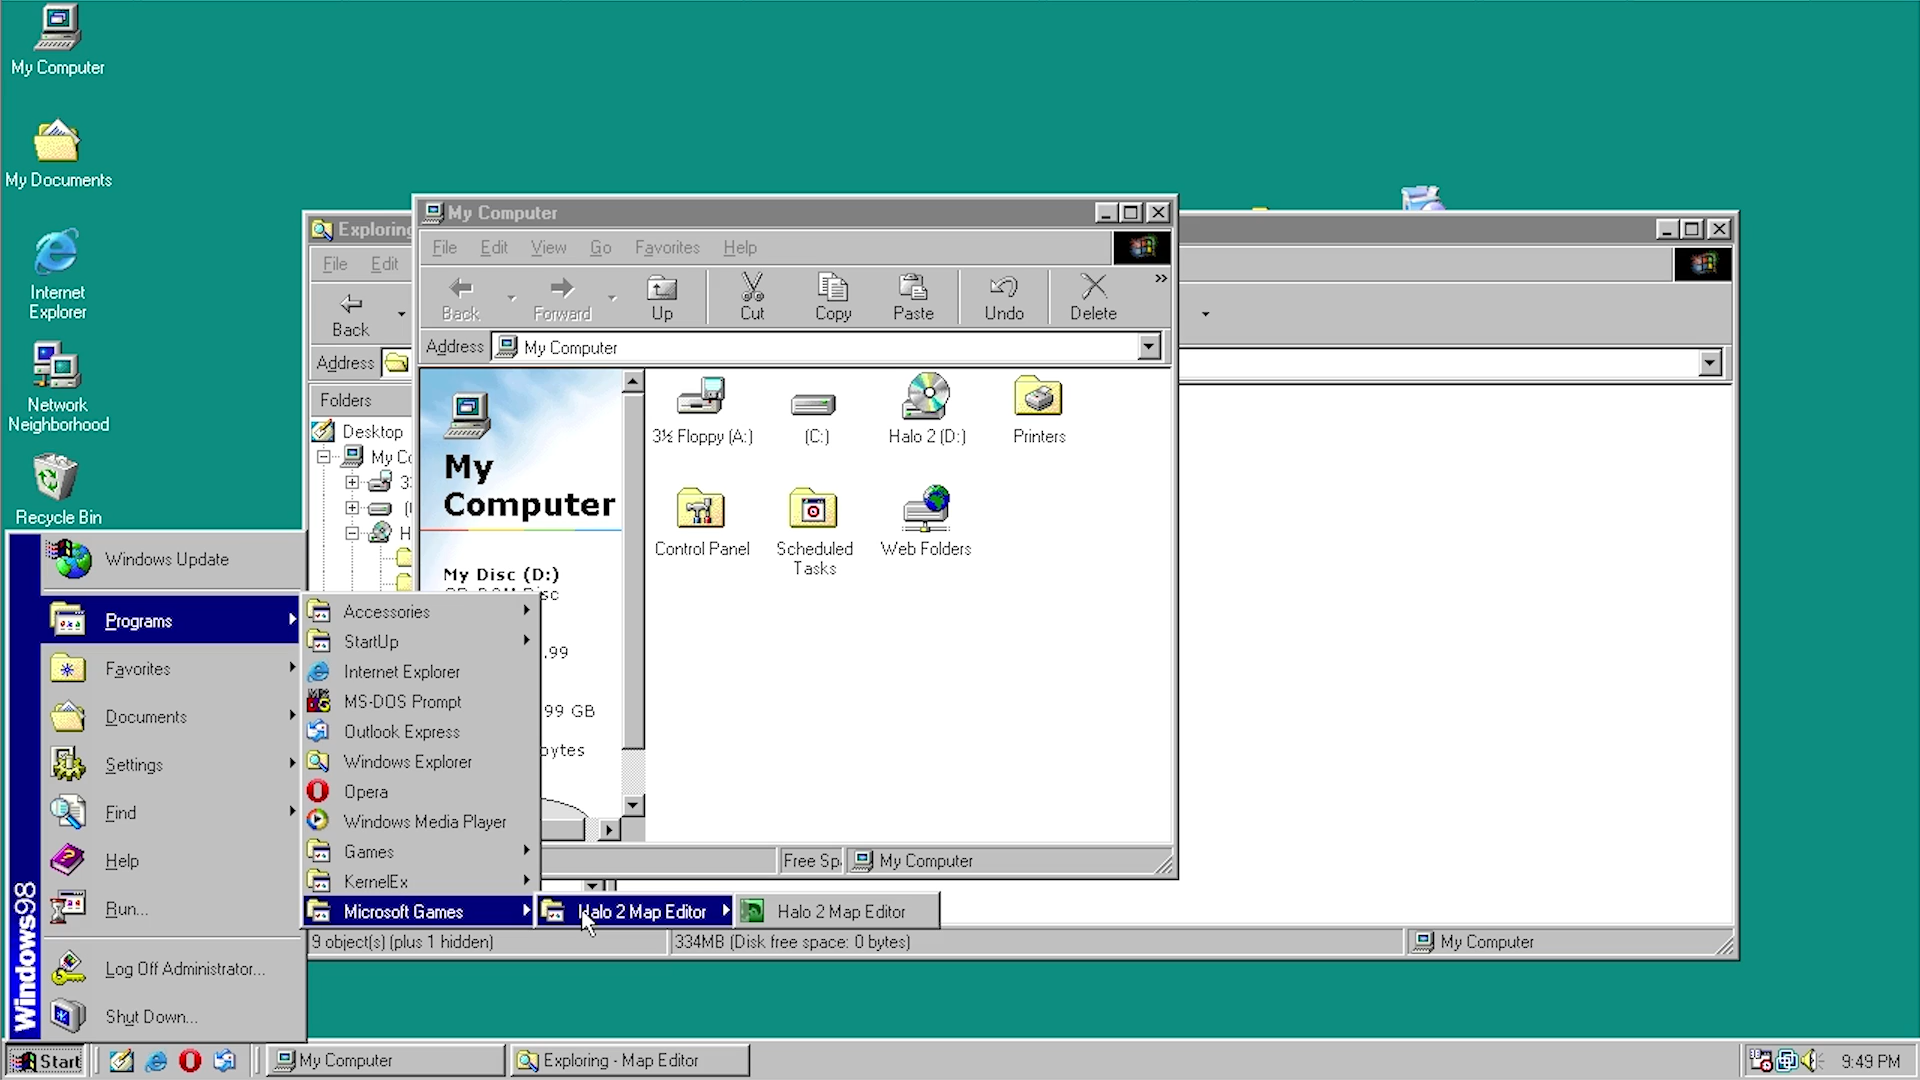 My Computer
My Documents
Internet
Explorer
Network
Neighborhood
Recycle Bin
Exploring
File Edit
Back
Address
Folders
Desktop
My Co
My Computer
File Edit View Go Favorites Help
Back Forward Up Cut Copy Paste Undo Delete
Address My Computer
My
Computer
My Disc (D:)
.99
99 GB
bytes
3½ Floppy (A:)
(C:)
Halo 2 (D:)
Printers
Control Panel
Scheduled
Tasks
Web Folders
Free Sp
My Computer
9 object(s) (plus 1 hidden)
334MB (Disk free space: 0 bytes)
My Computer
Windows98
Windows Update
Programs
Favorites
Documents
Settings
Find
Help
Run...
Log Off Administrator...
Shut Down...
Accessories
StartUp
Internet Explorer
MS-DOS Prompt
Outlook Express
Windows Explorer
Opera
Windows Media Player
Games
KernelEx
Microsoft Games
Halo 2 Map Editor
Halo 2 Map Editor
Start
My Computer
Exploring - Map Editor
9:49 PM